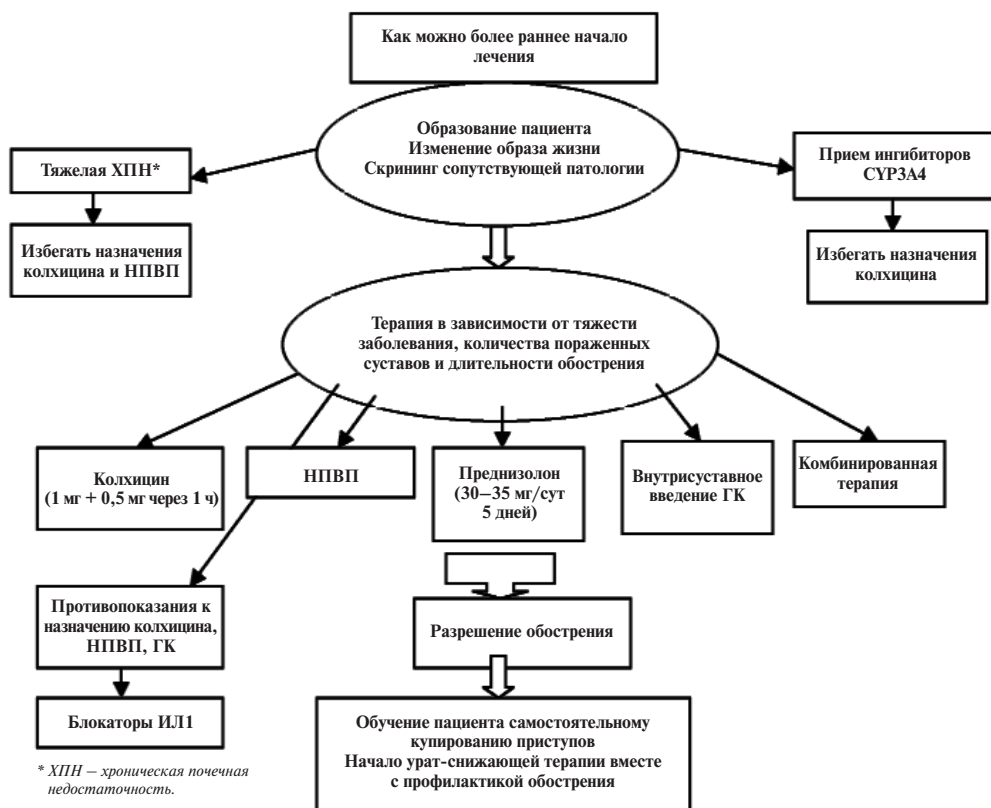 Как можно более раннее начало
лечения
Образование пациента
Изменение образа жизни
Скрининг сопутствующей патологии
Тяжелая ХПН*
Прием ингибиторов
CYP3A4
Избегать назначения
колхицина и НПВП
Избегать назначения
колхицина
Терапия в зависимости от тяжести
заболевания, количества пораженных
суставов и длительности обострения
Колхицин
(1 мг + 0,5 мг через 1 ч)
НПВП
Преднизолон
(30–35 мг/сут
5 дней)
Внутрисуставное
введение ГК
Комбинированная
терапия
Противопоказания к
назначению колхицина,
НПВП, ГК
Разрешение обострения
Блокаторы ИЛ1
Обучение пациента самостоятельному
купированию приступов
Начало урат-снижающей терапии вместе
с профилактикой обострения
* ХПН – хроническая почечная
недостаточность.